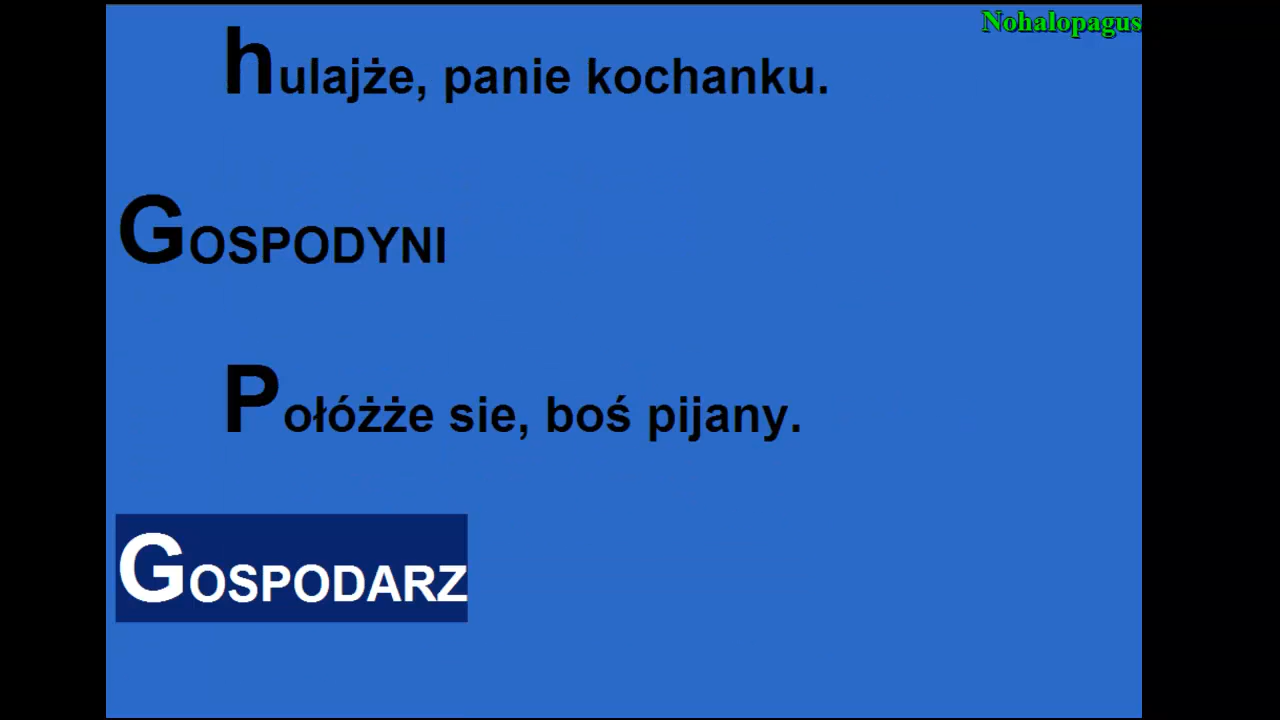 Nohalopagus
hulajże, panie kochanku.
GOSPODYNI
Połóżże sie, boś pijany.
GOSPODARZ